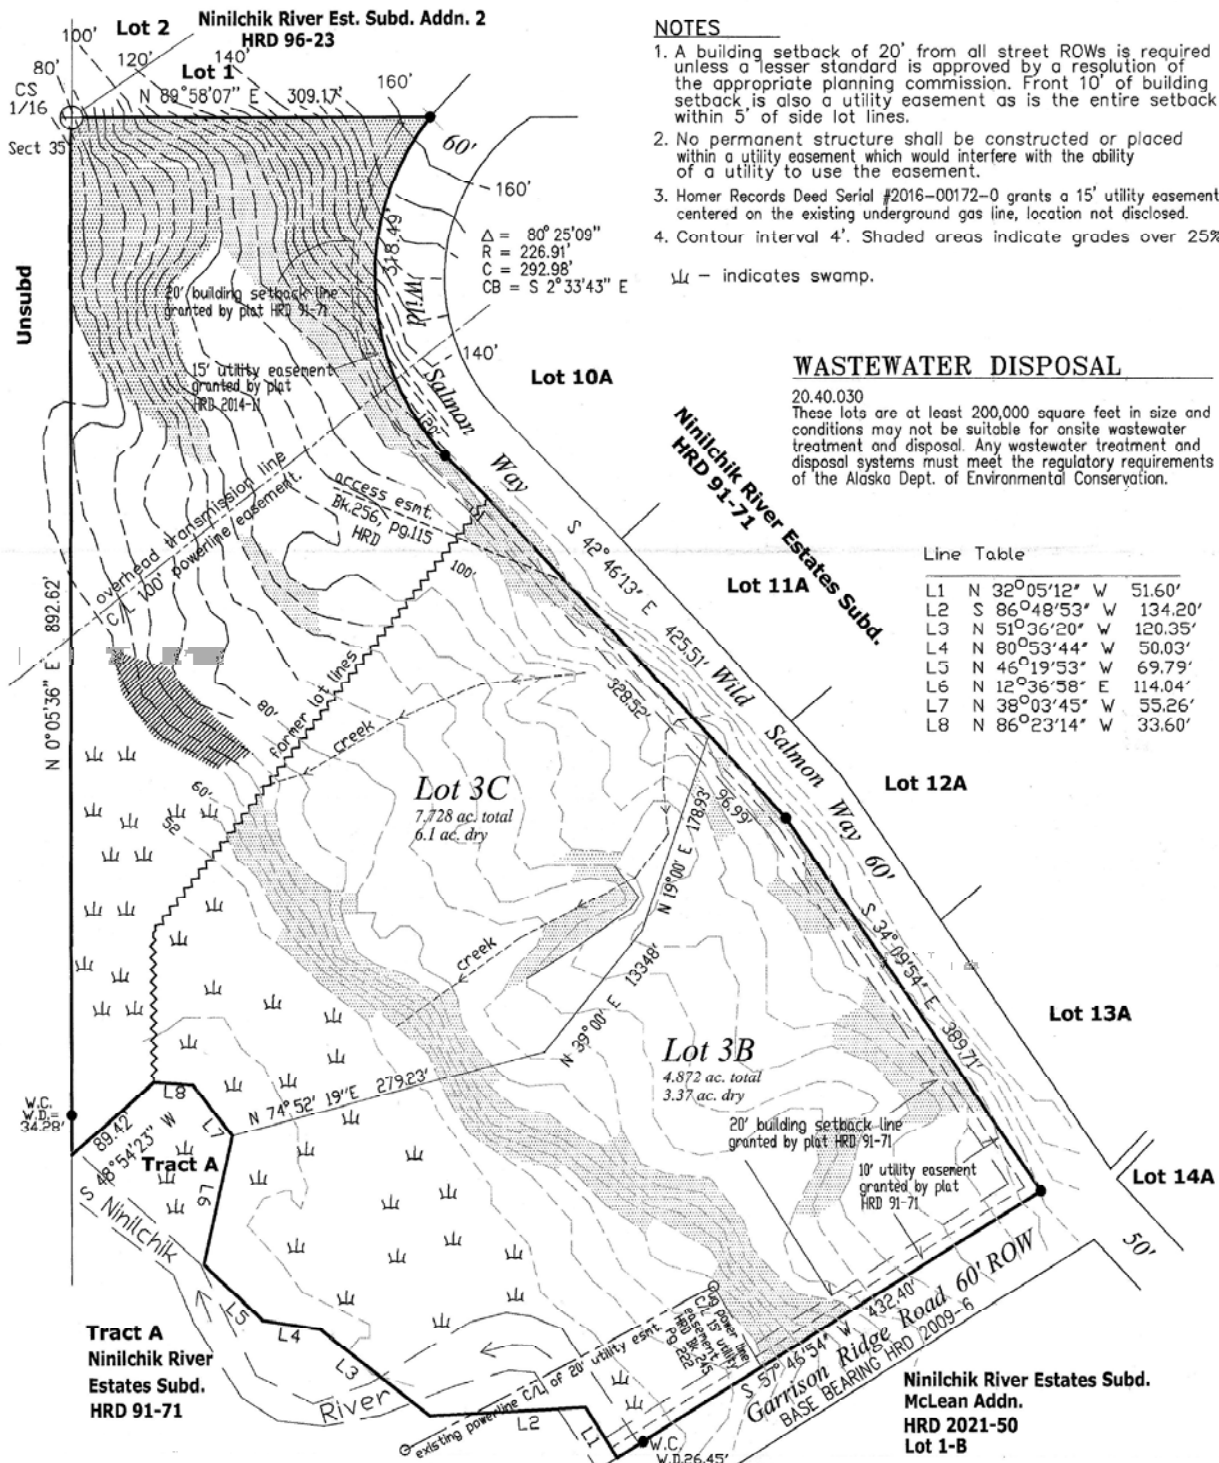 Lot 2
Ninilchik River Est. Subd. Addn. 2
HRD 96-23
100'
120'
140'
80'
Lot 1
160'
CS
1/16
N 89°58'07" E 309.17'
Sect 35
60'
160'
318.49'
Δ = 80° 25'09"
R = 226.91'
C = 292.98'
CB = S 2°33'43" E
NOTES
1. A building setback of 20' from all street ROWs is required
unless a lesser standard is approved by a resolution of
the appropriate planning commission. Front 10' of building
setback is also a utility easement as is the entire setback
within 5' of side lot lines.
2. No permanent structure shall be constructed or placed
within a utility easement which would interfere with the ability
of a utility to use the easement.
3. Homer Records Deed Serial #2016-00172-0 grants a 15' utility easement
centered on the existing underground gas line, location not disclosed.
4. Contour interval 4'. Shaded areas indicate grades over 25%
– indicates swamp.
Unsubd
20' building setback line
granted by plat HRD 91-71
Wild
Salmon
Way
140'
15' utility easement
granted by plat
HRD 2014-11
120'
Lot 10A
WASTEWATER DISPOSAL
20.40.030
These lots are at least 200,000 square feet in size and
conditions may not be suitable for onsite wastewater
treatment and disposal. Any wastewater treatment and
disposal systems must meet the regulatory requirements
of the Alaska Dept. of Environmental Conservation.
Ninilchik River Estates Subd.
HRD 91-71
overhead transmission line
C/L 100' powerline easement.
access esmt.
Bk.256, pg.115
HRD
100'
S 42°46'13" E
425.51'
328.52'
Lot 11A
Line Table
L1 N 32°05'12" W 51.60'
L2 S 86°48'53" W 134.20'
L3 N 51°36'20" W 120.35'
L4 N 80°53'44" W 50.03'
L5 N 46°19'53" W 69.79'
L6 N 12°36'58" E 114.04'
L7 N 38°03'45" W 55.26'
L8 N 86°23'14" W 33.60'
N 0°05'36" E 892.62'
former lot lines
80'
creek
Wild Salmon Way 60'
60'
52
Lot 3C
7.728 ac. total
6.1 ac. dry
96.99'
N 19°00' E 178.93'
Lot 12A
creek
N 39°00' E 133.48'
S 34°09'54" E 389.71'
Lot 13A
Lot 3B
4.872 ac. total
3.37 ac. dry
N 74°52' 19"E 279.23'
L8
W.C.
W.D.=
34.28'
89.42'
S 48°54'23" W
L7
20' building setback line
granted by plat HRD 91-71
10' utility easement
granted by plat
HRD 91-71
Tract A
L6
Lot 14A
50'
Ninilchik
River
L5
L4
L3
L2
L1
existing powerline C/L of 20' utility esmt.
ug power line
C/L 15' utility
easement
HRD Bk 245
Pg 222
S 57°46'54" W 432.40'
Garrison Ridge Road 60' ROW
BASE BEARING HRD 2009-6
W.C.
W.D.26.45'
Tract A
Ninilchik River
Estates Subd.
HRD 91-71
Ninilchik River Estates Subd.
McLean Addn.
HRD 2021-50
Lot 1-B